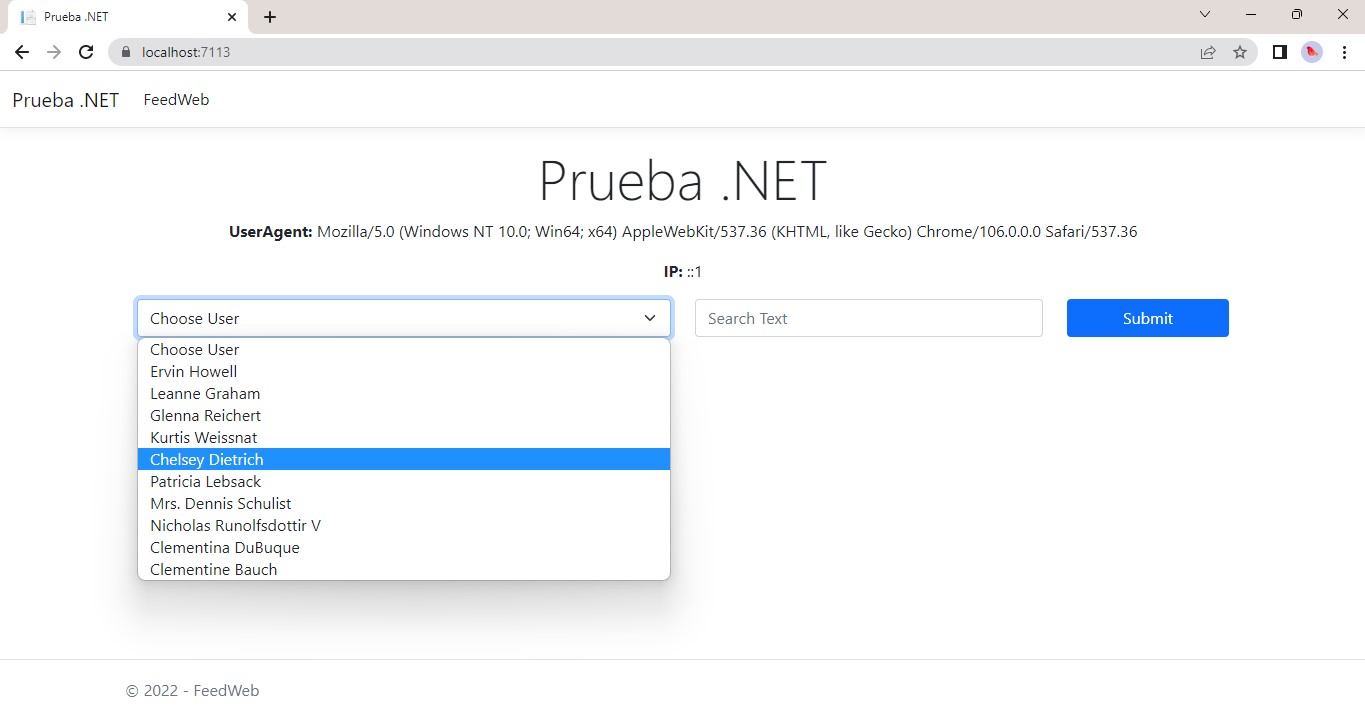 Prueba .NET
localhost:7113
Prueba .NET FeedWeb
Prueba .NET
UserAgent: Mozilla/5.0 (Windows NT 10.0; Win64; x64) AppleWebKit/537.36 (KHTML, like Gecko) Chrome/106.0.0.0 Safari/537.36
IP: ::1
Choose User Search Text Submit
Choose User
Ervin Howell
Leanne Graham
Glenna Reichert
Kurtis Weissnat
Chelsey Dietrich
Patricia Lebsack
Mrs. Dennis Schulist
Nicholas Runolfsdottir V
Clementina DuBuque
Clementine Bauch
© 2022 - FeedWeb